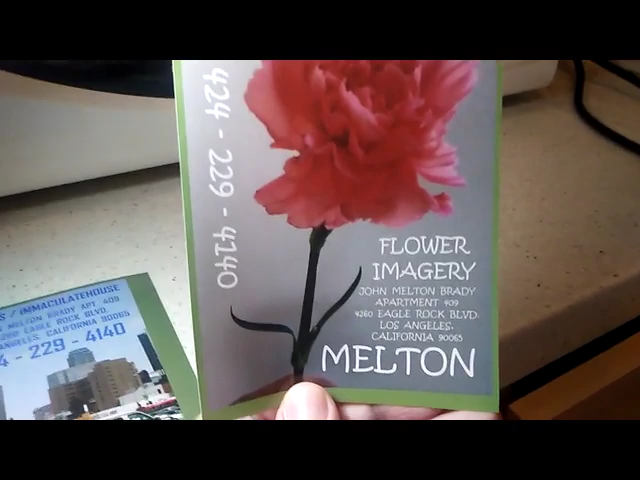 424 - 229 - 4140
FLOWER
IMAGERY
JOHN MELTON BRADY
APARTMENT 409
4260 EAGLE ROCK BLVD.
LOS ANGELES,
CALIFORNIA 90065
MELTON
/ IMMACULATEHOUSE
MELTON BRADY APT. 409
EAGLE ROCK BLVD.
ANGELES, CALIFORNIA 90065
4 - 229 - 4140